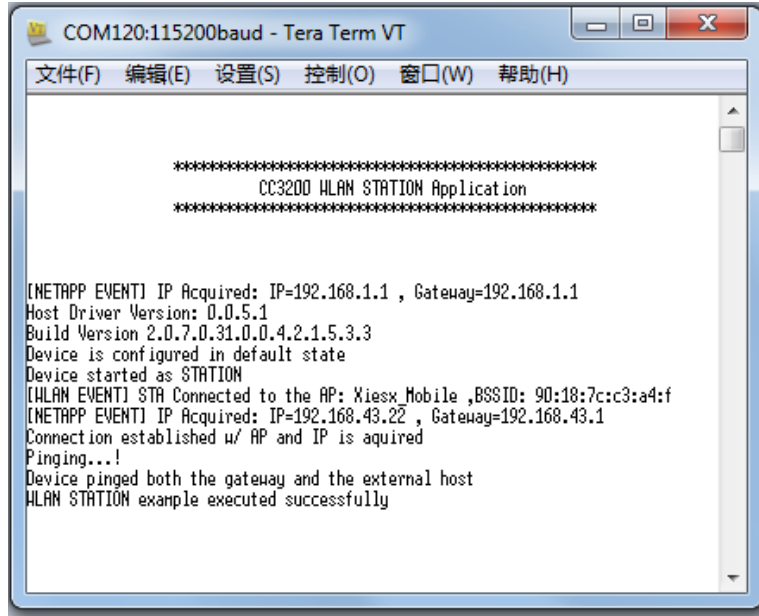 COM120:115200baud - Tera Term VT
文件(F) 编辑(E) 设置(S) 控制(O) 窗口(W) 帮助(H)
*************************************************
CC3200 WLAN STATION Application
*************************************************
[NETAPP EVENT] IP Acquired: IP=192.168.1.1 , Gateway=192.168.1.1
Host Driver Version: 0.0.5.1
Build Version 2.0.7.0.31.0.0.4.2.1.5.3.3
Device is configured in default state
Device started as STATION
[WLAN EVENT] STA Connected to the AP: Xiesx_Mobile ,BSSID: 90:18:7c:c3:a4:f
[NETAPP EVENT] IP Acquired: IP=192.168.43.22 , Gateway=192.168.43.1
Connection established w/ AP and IP is aquired
Pinging...!
Device pinged both the gateway and the external host
WLAN STATION example executed successfully